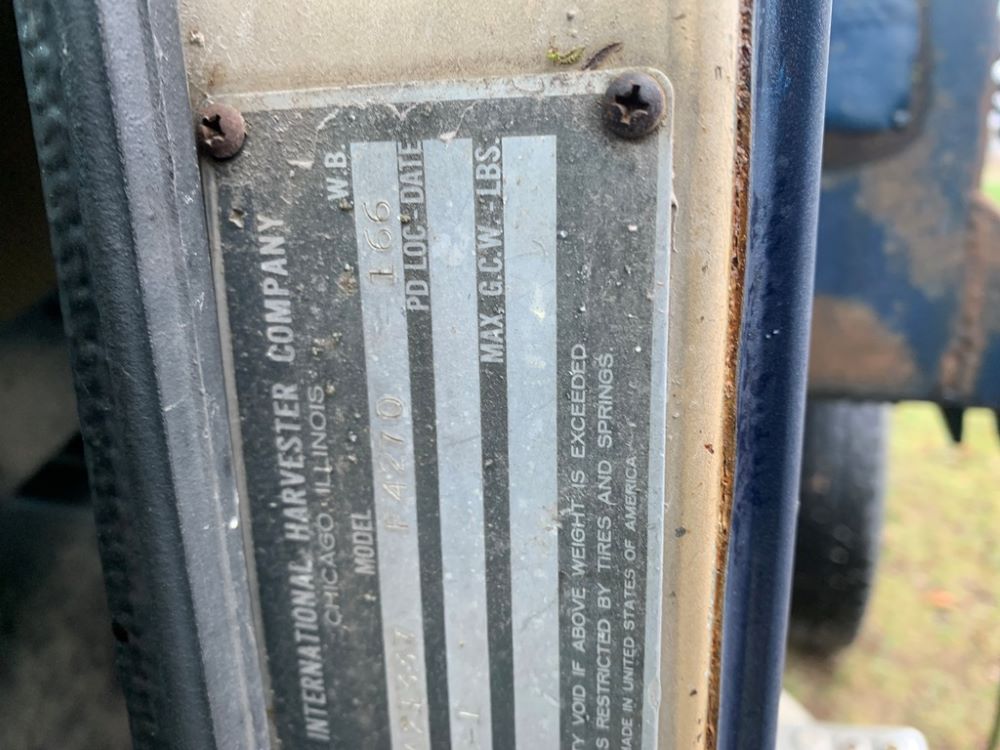 INTERNATIONAL HARVESTER COMPANY
CHICAGO, ILLINOIS
MODEL W.B.
F4270 166
PD LOC-DATE
MAX. G.C.W.-LBS.
VOID IF ABOVE WEIGHT IS EXCEEDED.
RESTRICTED BY TIRES AND SPRINGS.
MADE IN UNITED STATES OF AMERICA